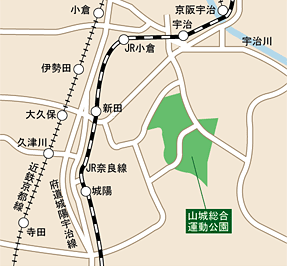 小倉
京阪宇治
宇治
宇治川
JR小倉
伊勢田
新田
大久保
久津川
JR奈良線
城陽
近鉄京都線
府道城陽宇治線
寺田
山城総合
運動公園